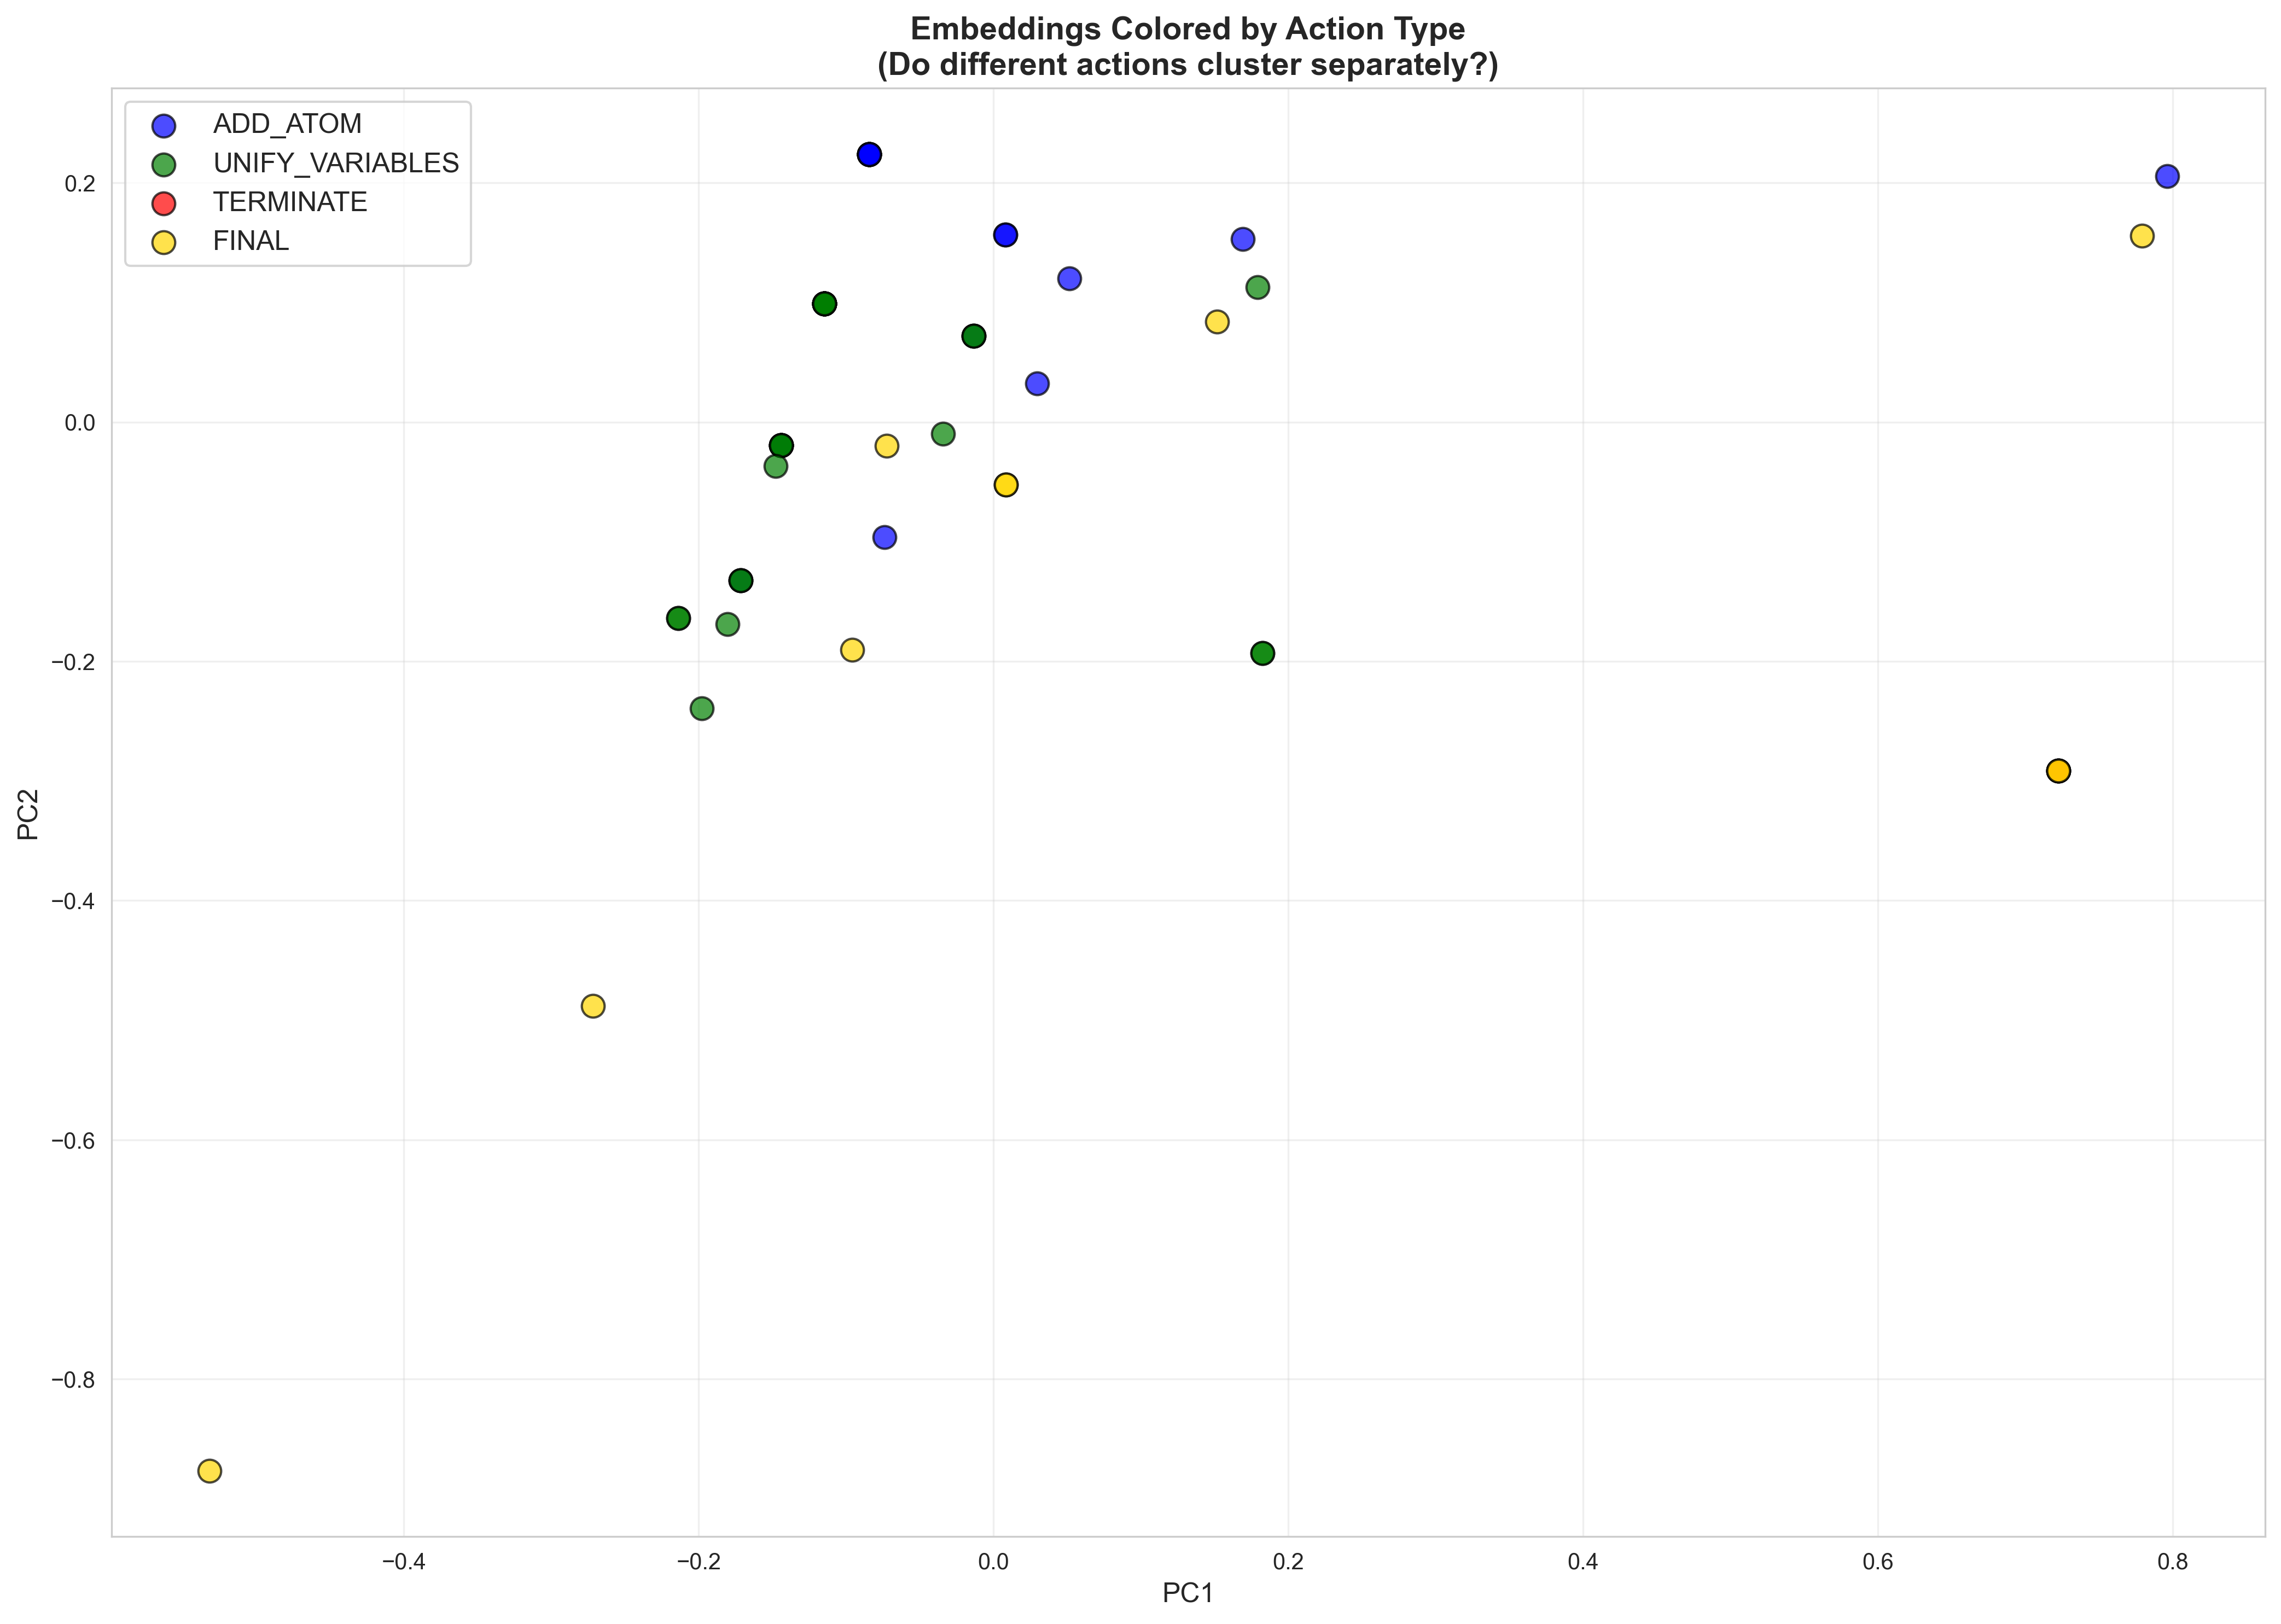 Embeddings Colored by Action Type
(Do different actions cluster separately?)
ADD_ATOM
UNIFY_VARIABLES
TERMINATE
FINAL
0.2
0.0
−0.2
−0.4
−0.6
−0.8
PC2
−0.4
−0.2
0.0
0.2
0.4
0.6
0.8
PC1